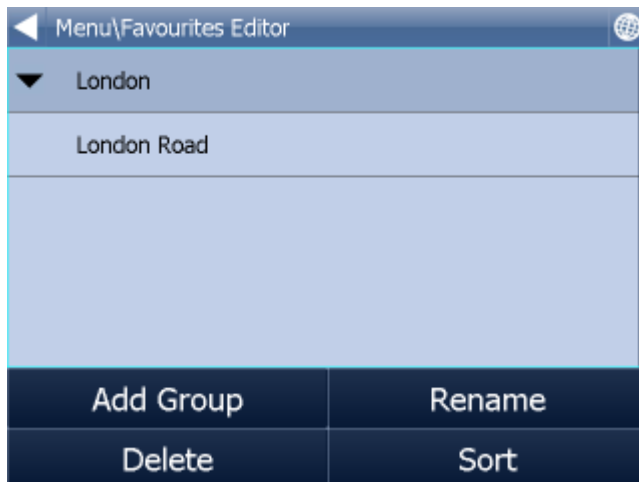 Menu\Favourites Editor
London
London Road
Add Group Rename
Delete Sort